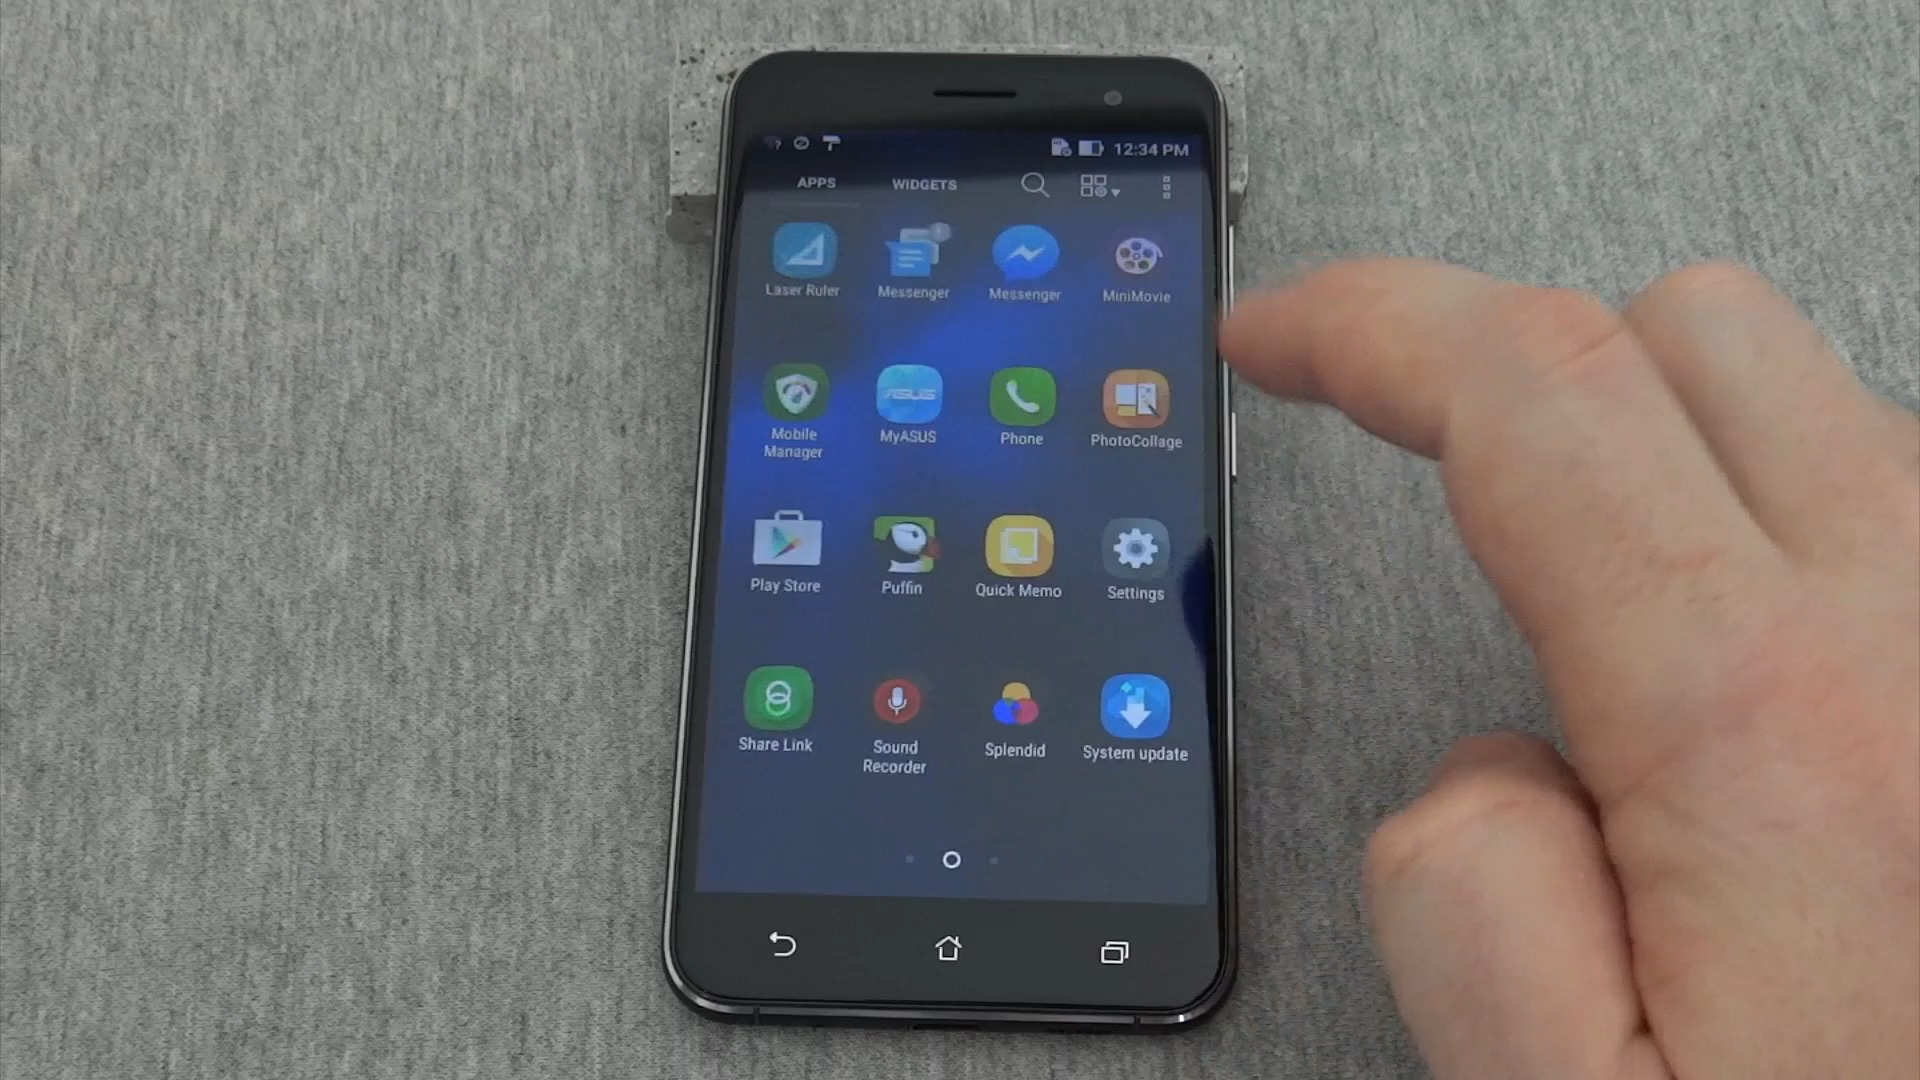 12:34 PM
APPS WIDGETS
Laser Ruler Messenger Messenger MiniMovie
ASUS
Mobile Manager MyASUS Phone PhotoCollage
Play Store Puffin Quick Memo Settings
Share Link Sound Recorder Splendid System update